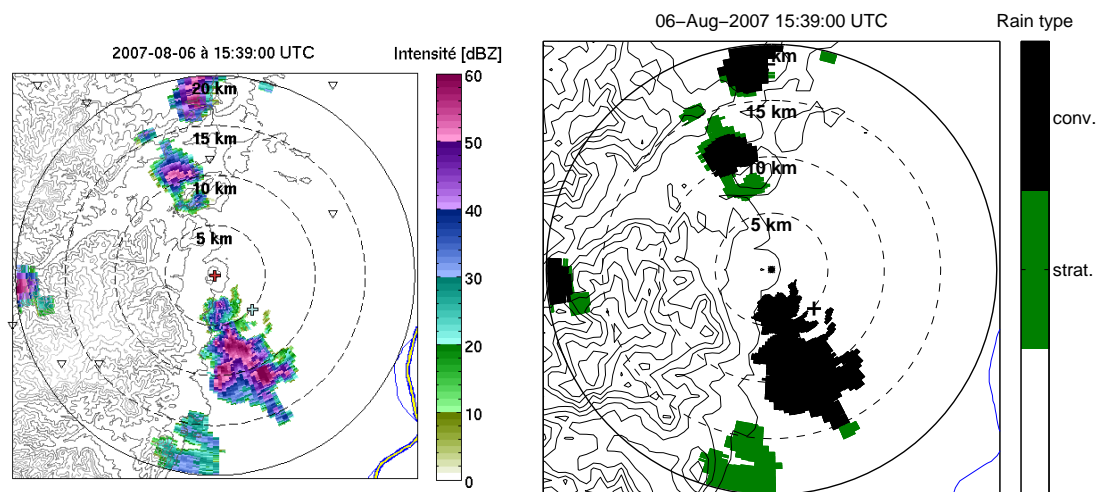 2007-08-06 à 15:39:00 UTC
Intensité [dBZ]
20 km
15 km
10 km
5 km
60
50
40
30
20
10
0
06–Aug–2007 15:39:00 UTC
Rain type
km
15 km
10 km
5 km
conv.
strat.